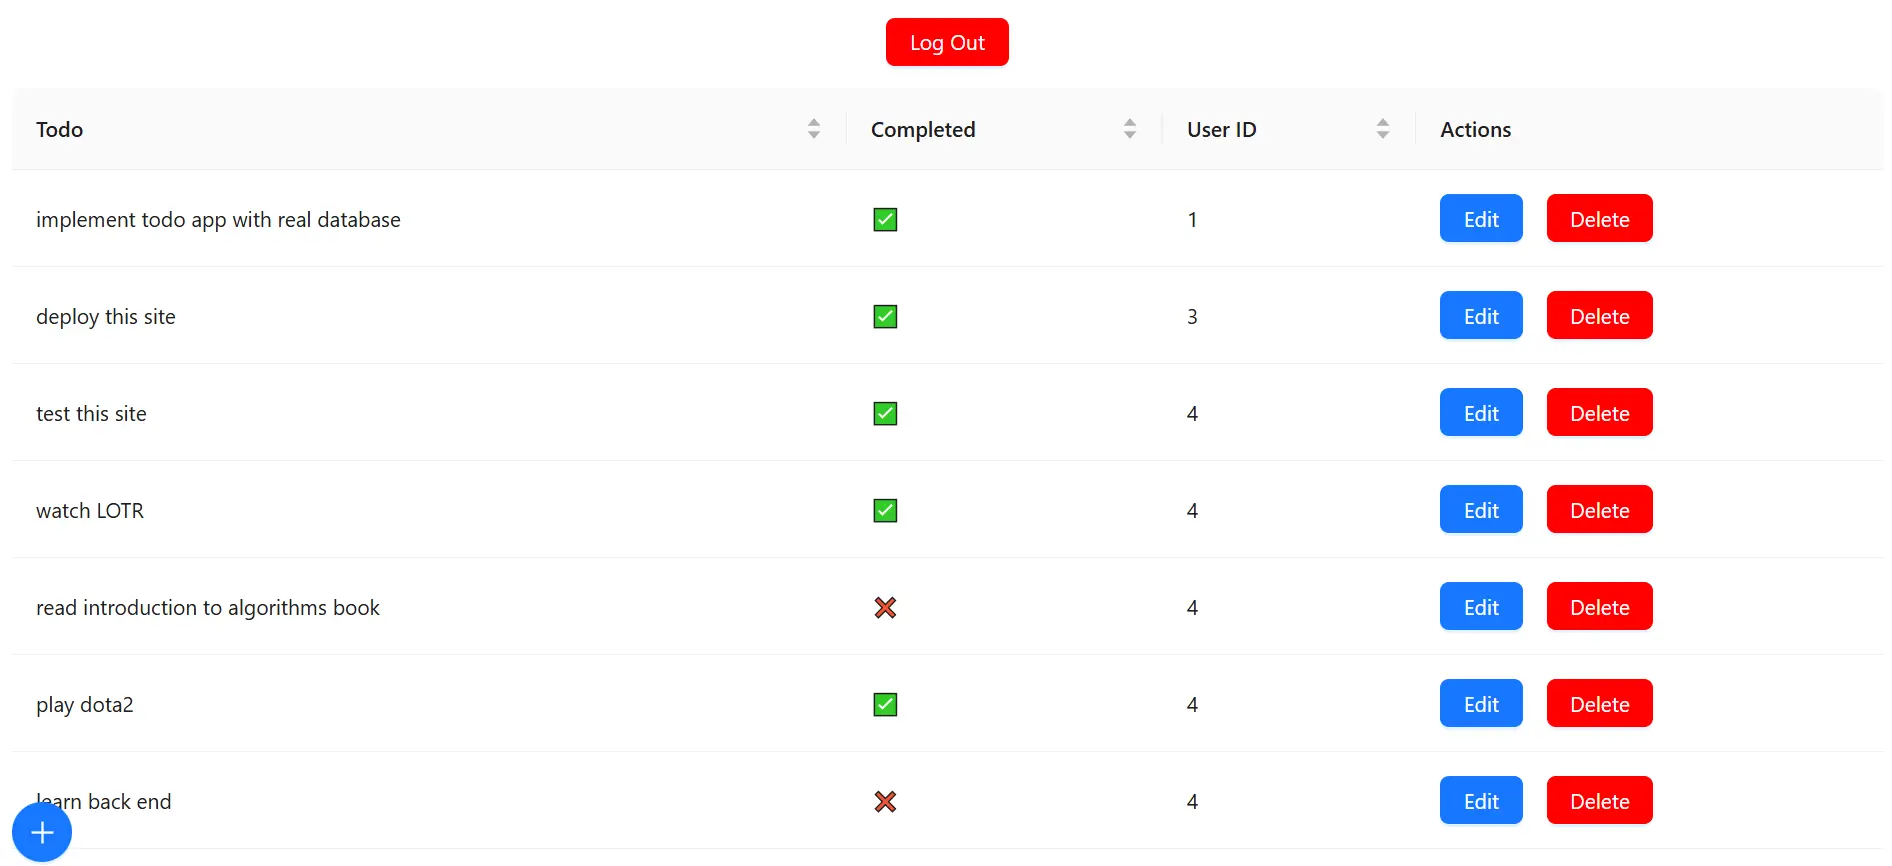 Log Out
Todo Completed User ID Actions
implement todo app with real database 1 Edit Delete
deploy this site 3 Edit Delete
test this site 4 Edit Delete
watch LOTR 4 Edit Delete
read introduction to algorithms book 4 Edit Delete
play dota2 4 Edit Delete
learn back end 4 Edit Delete